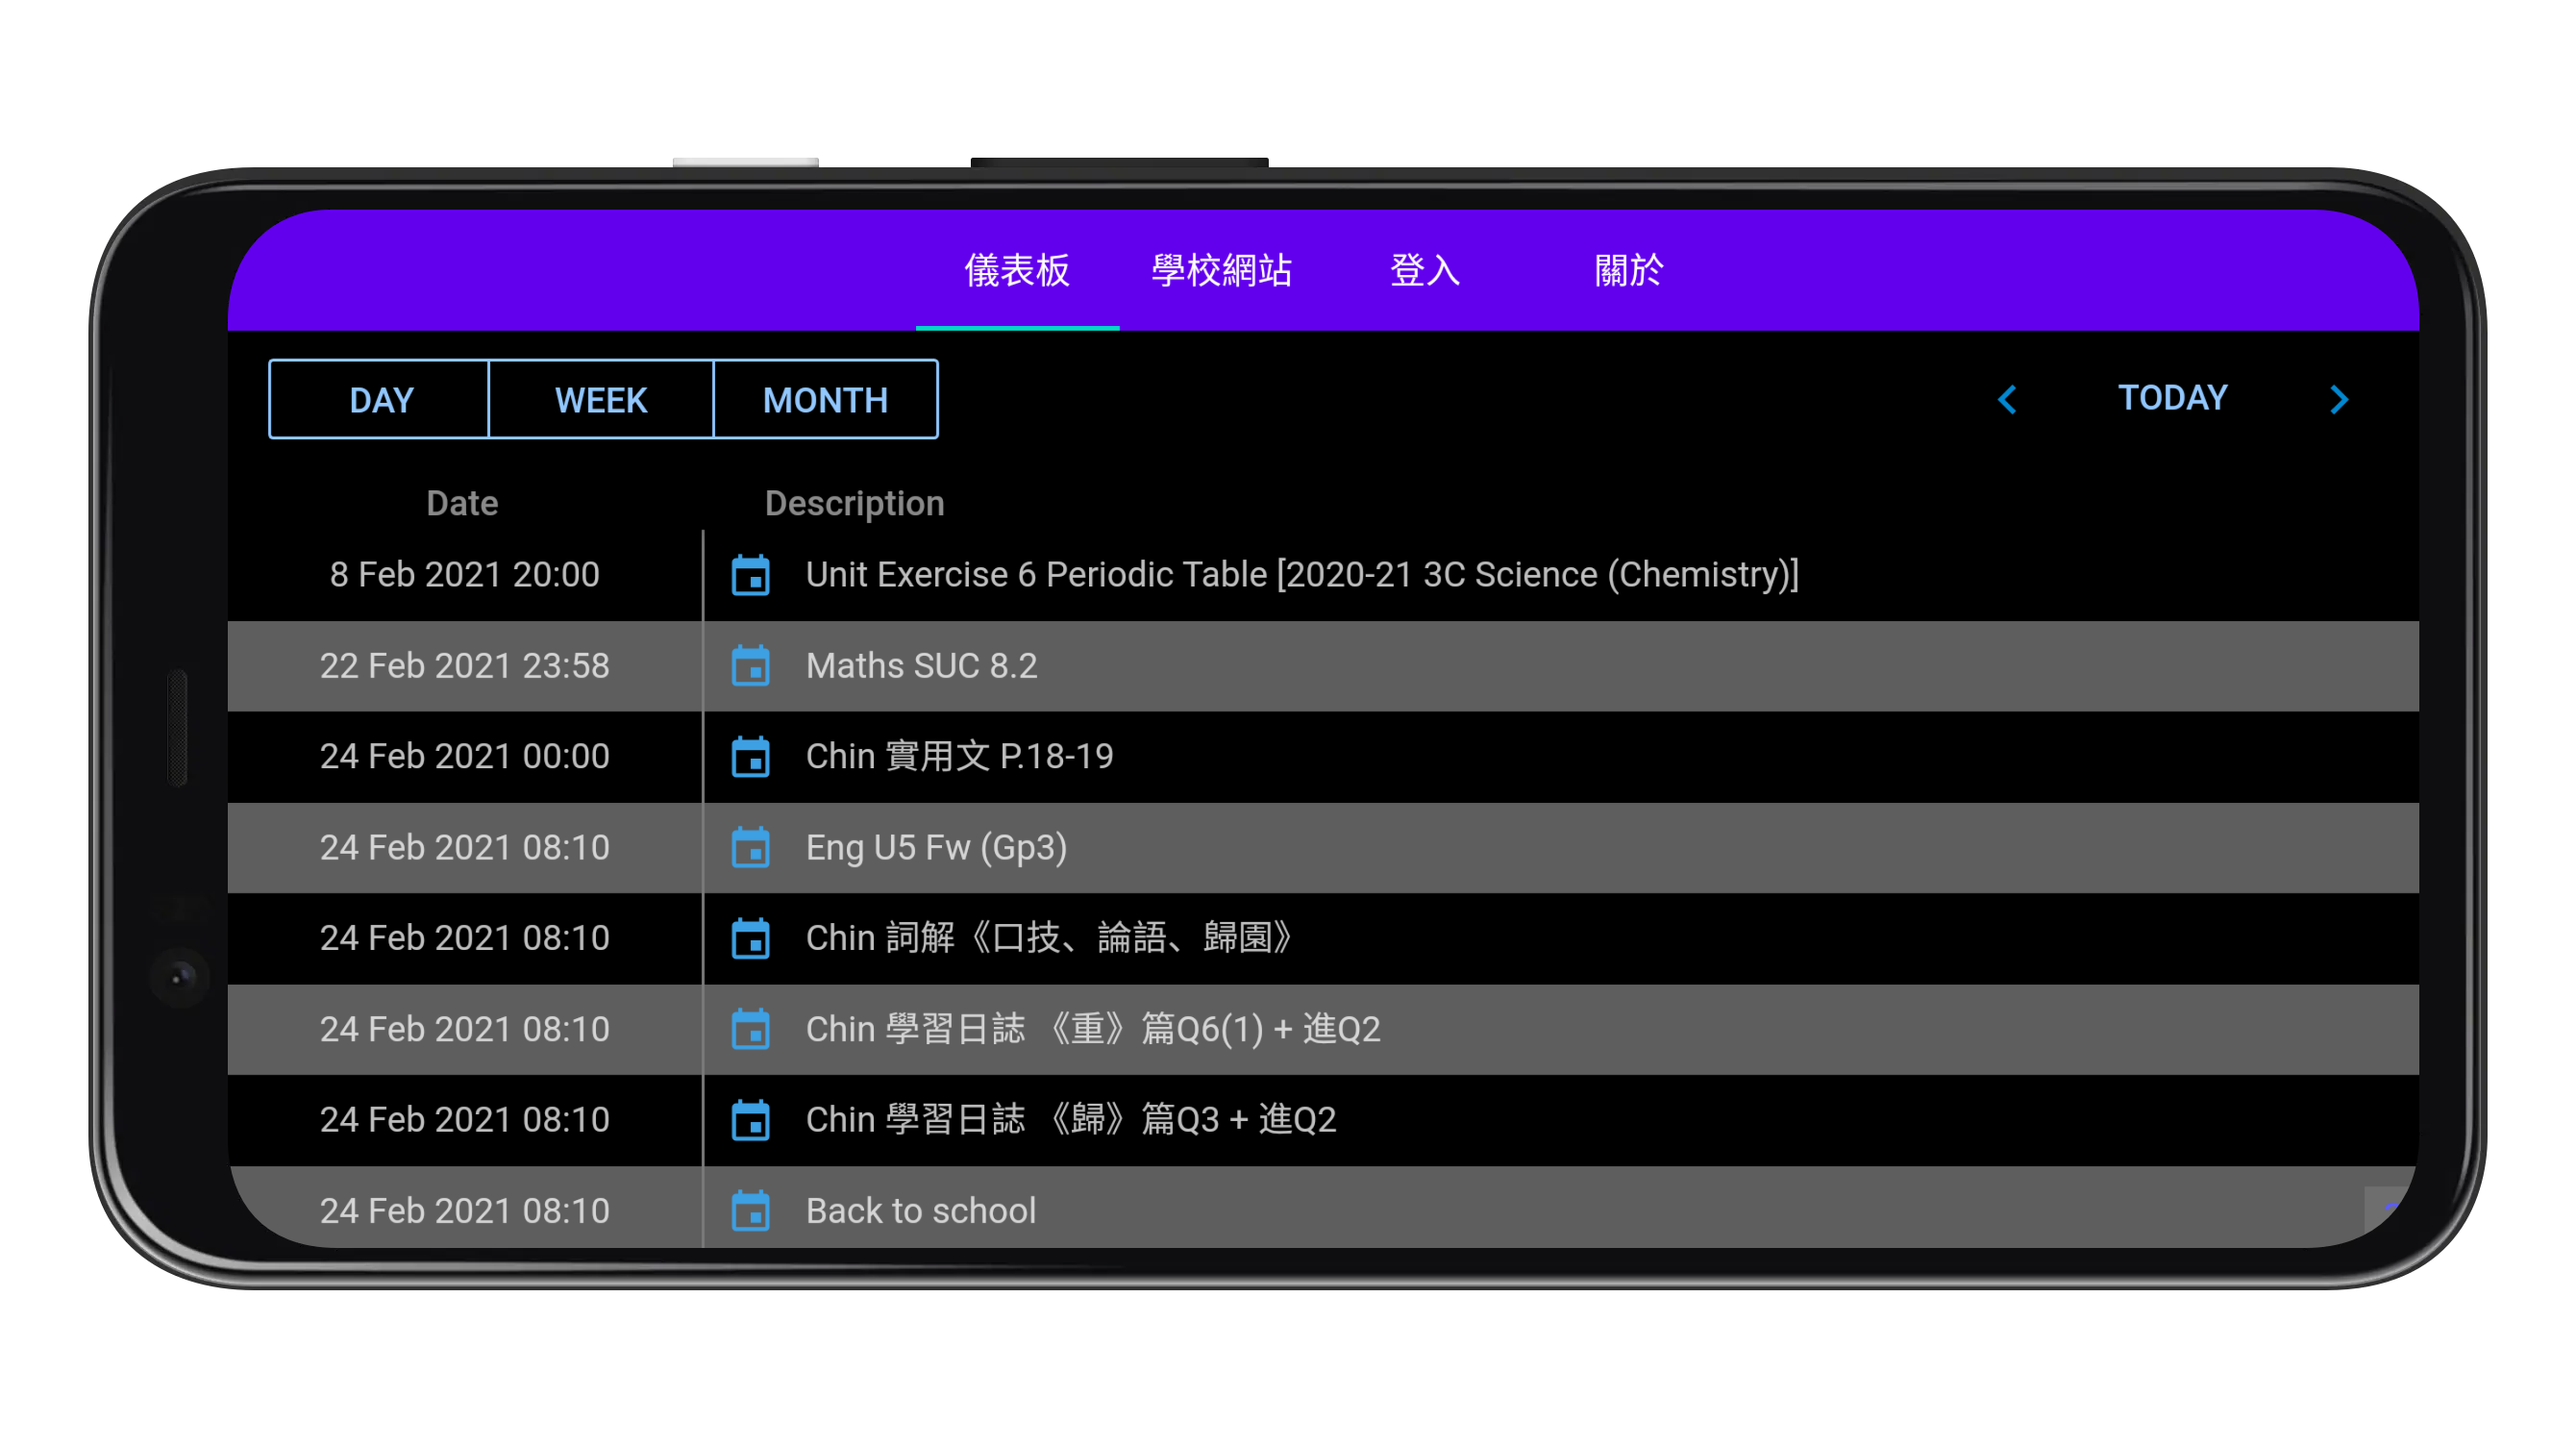 儀表板 學校網站 登入 關於
DAY WEEK MONTH TODAY
Date Description
8 Feb 2021 20:00 Unit Exercise 6 Periodic Table [2020-21 3C Science (Chemistry)]
22 Feb 2021 23:58 Maths SUC 8.2
24 Feb 2021 00:00 Chin 實用文 P.18-19
24 Feb 2021 08:10 Eng U5 Fw (Gp3)
24 Feb 2021 08:10 Chin 詞解《口技、論語、歸園》
24 Feb 2021 08:10 Chin 學習日誌 《重》篇Q6(1) + 進Q2
24 Feb 2021 08:10 Chin 學習日誌 《歸》篇Q3 + 進Q2
24 Feb 2021 08:10 Back to school